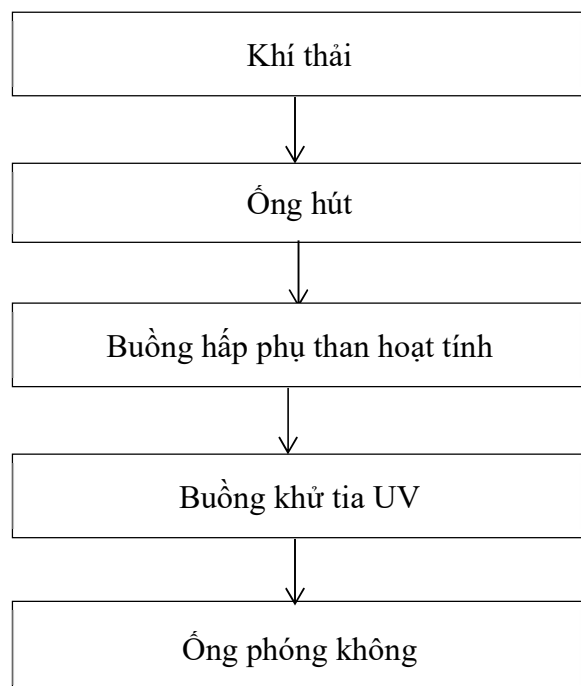 Khí thải
Ống hút
Buồng hấp phụ than hoạt tính
Buồng khử tia UV
Ống phóng không